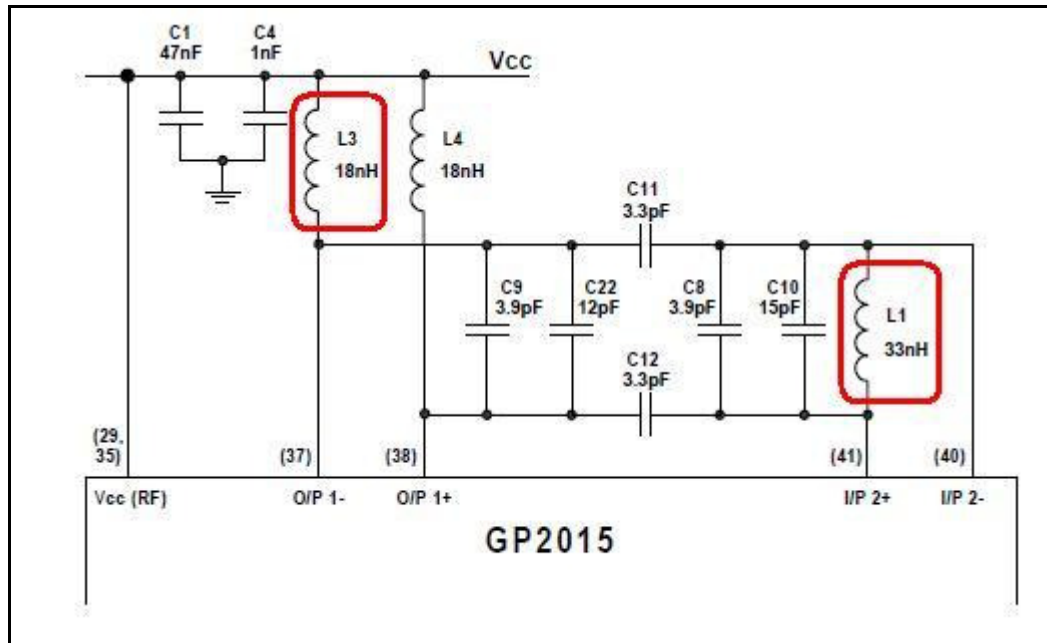 C1
47nF
C4
1nF
Vcc
L3
18nH
L4
18nH
C11
3.3pF
C9
3.9pF
C22
12pF
C8
3.9pF
C10
15pF
L1
33nH
C12
3.3pF
(29,
35)
(37)
(38)
(41)
(40)
Vcc (RF)
O/P 1-
O/P 1+
I/P 2+
I/P 2-
GP2015